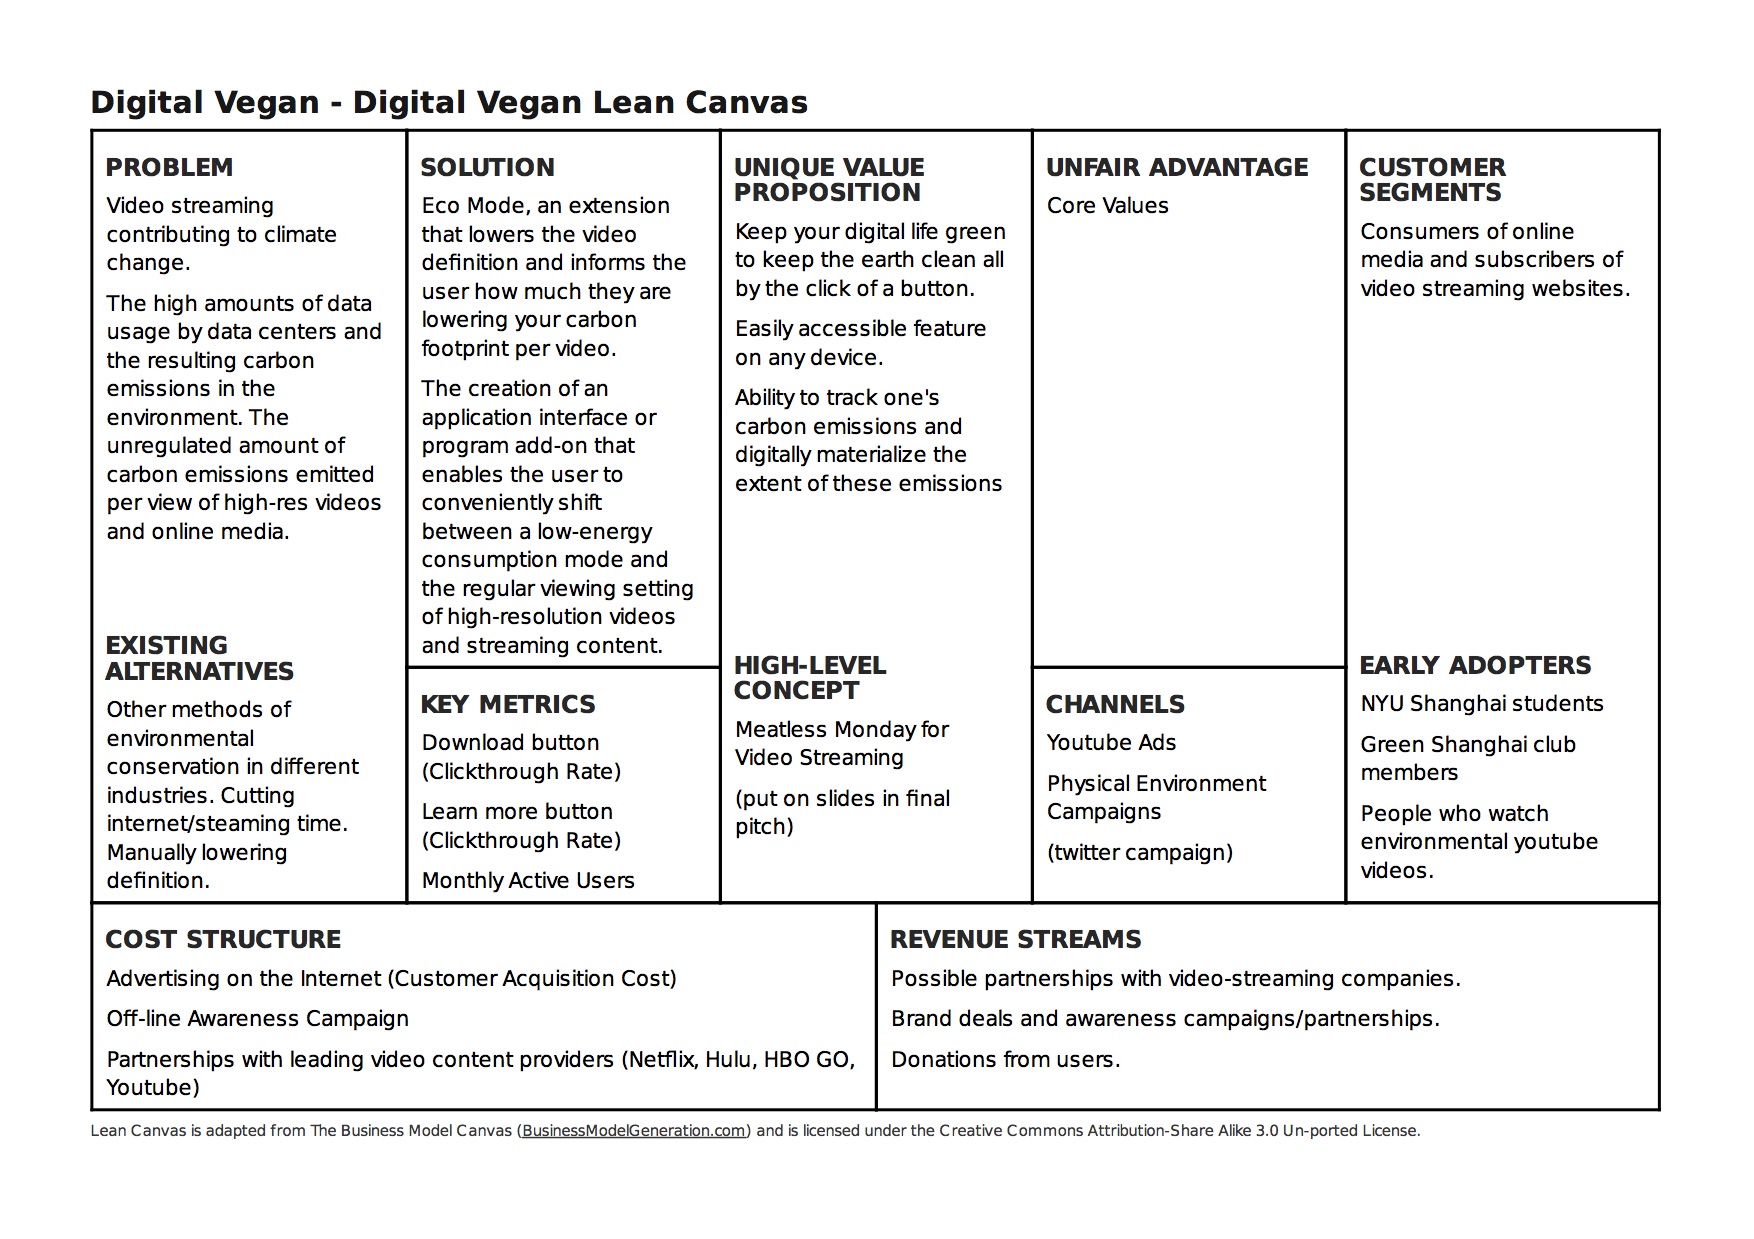 Digital Vegan - Digital Vegan Lean Canvas
PROBLEM
Video streaming
contributing to climate
change.
The high amounts of data
usage by data centers and
the resulting carbon
emissions in the
environment. The
unregulated amount of
carbon emissions emitted
per view of high-res videos
and online media.
EXISTING
ALTERNATIVES
Other methods of
environmental
conservation in different
industries. Cutting
internet/steaming time.
Manually lowering
definition.
SOLUTION
Eco Mode, an extension
that lowers the video
definition and informs the
user how much they are
lowering your carbon
footprint per video.
The creation of an
application interface or
program add-on that
enables the user to
conveniently shift
between a low-energy
consumption mode and
the regular viewing setting
of high-resolution videos
and streaming content.
KEY METRICS
Download button
(Clickthrough Rate)
Learn more button
(Clickthrough Rate)
Monthly Active Users
UNIQUE VALUE
PROPOSITION
Keep your digital life green
to keep the earth clean all
by the click of a button.
Easily accessible feature
on any device.
Ability to track one's
carbon emissions and
digitally materialize the
extent of these emissions
HIGH-LEVEL
CONCEPT
Meatless Monday for
Video Streaming
(put on slides in final
pitch)
UNFAIR ADVANTAGE
Core Values
CHANNELS
Youtube Ads
Physical Environment
Campaigns
(twitter campaign)
CUSTOMER
SEGMENTS
Consumers of online
media and subscribers of
video streaming websites.
EARLY ADOPTERS
NYU Shanghai students
Green Shanghai club
members
People who watch
environmental youtube
videos.
COST STRUCTURE
Advertising on the Internet (Customer Acquisition Cost)
Off-line Awareness Campaign
Partnerships with leading video content providers (Netflix, Hulu, HBO GO,
Youtube)
REVENUE STREAMS
Possible partnerships with video-streaming companies.
Brand deals and awareness campaigns/partnerships.
Donations from users.
Lean Canvas is adapted from The Business Model Canvas (BusinessModelGeneration.com) and is licensed under the Creative Commons Attribution-Share Alike 3.0 Un-ported License.